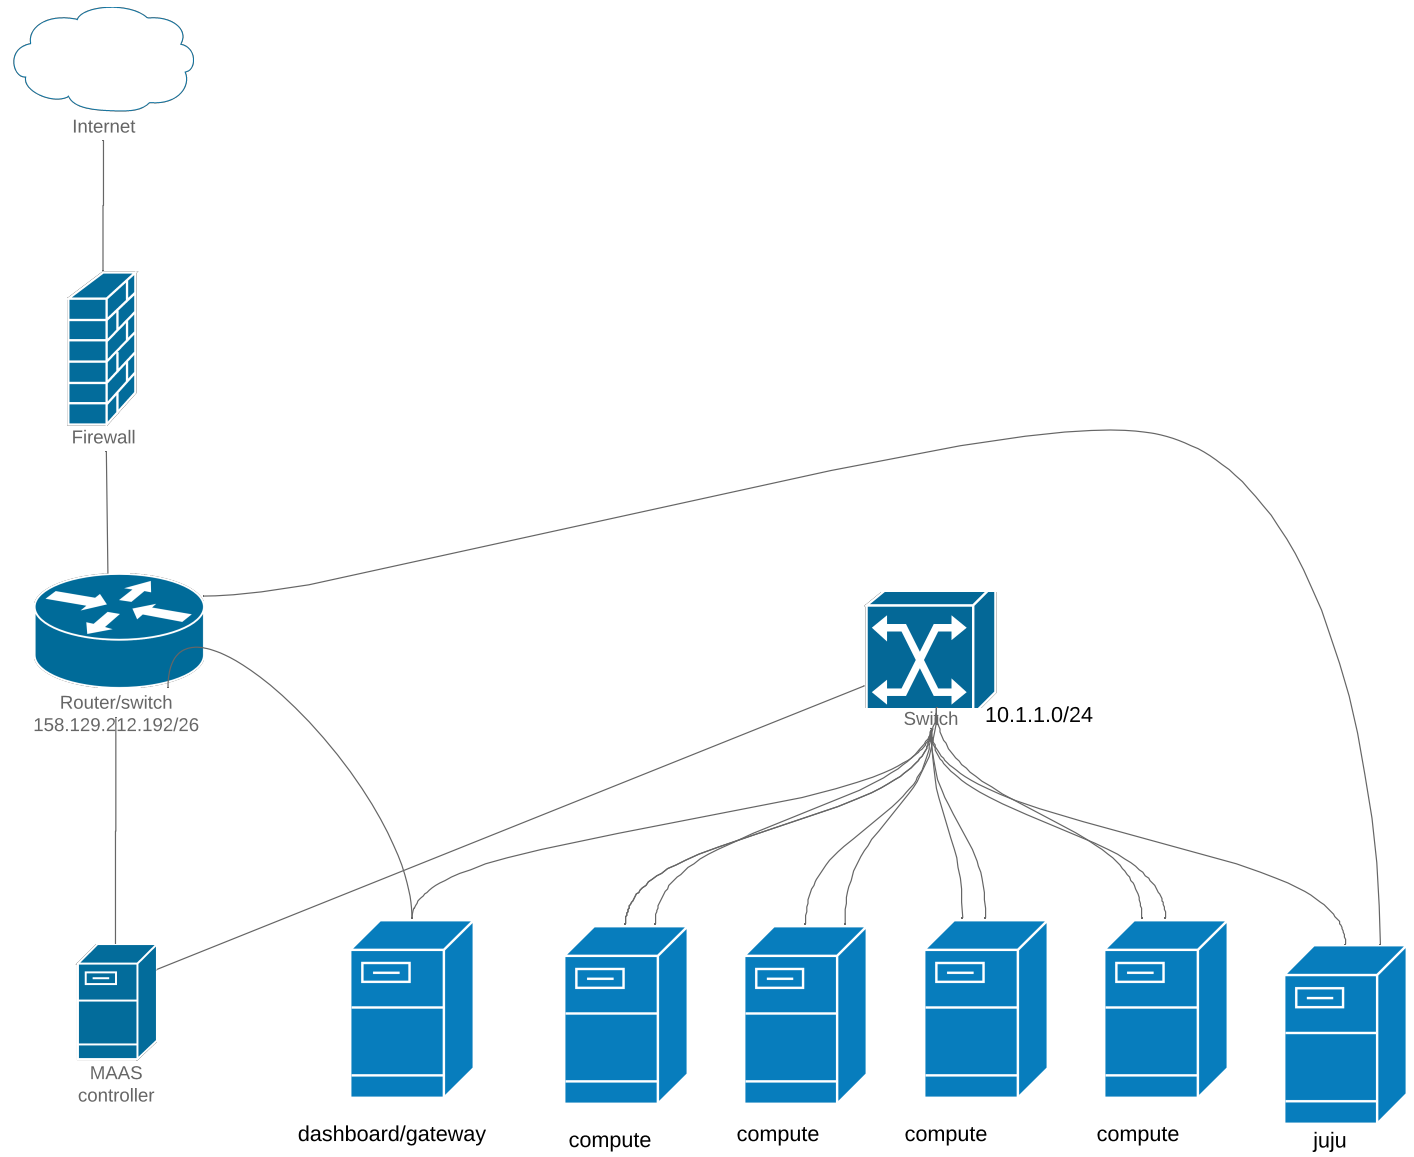 Internet
Firewall
Router/switch
158.129.212.192/26
Switch
10.1.1.0/24
MAAS
controller
dashboard/gateway
compute
compute
compute
compute
juju